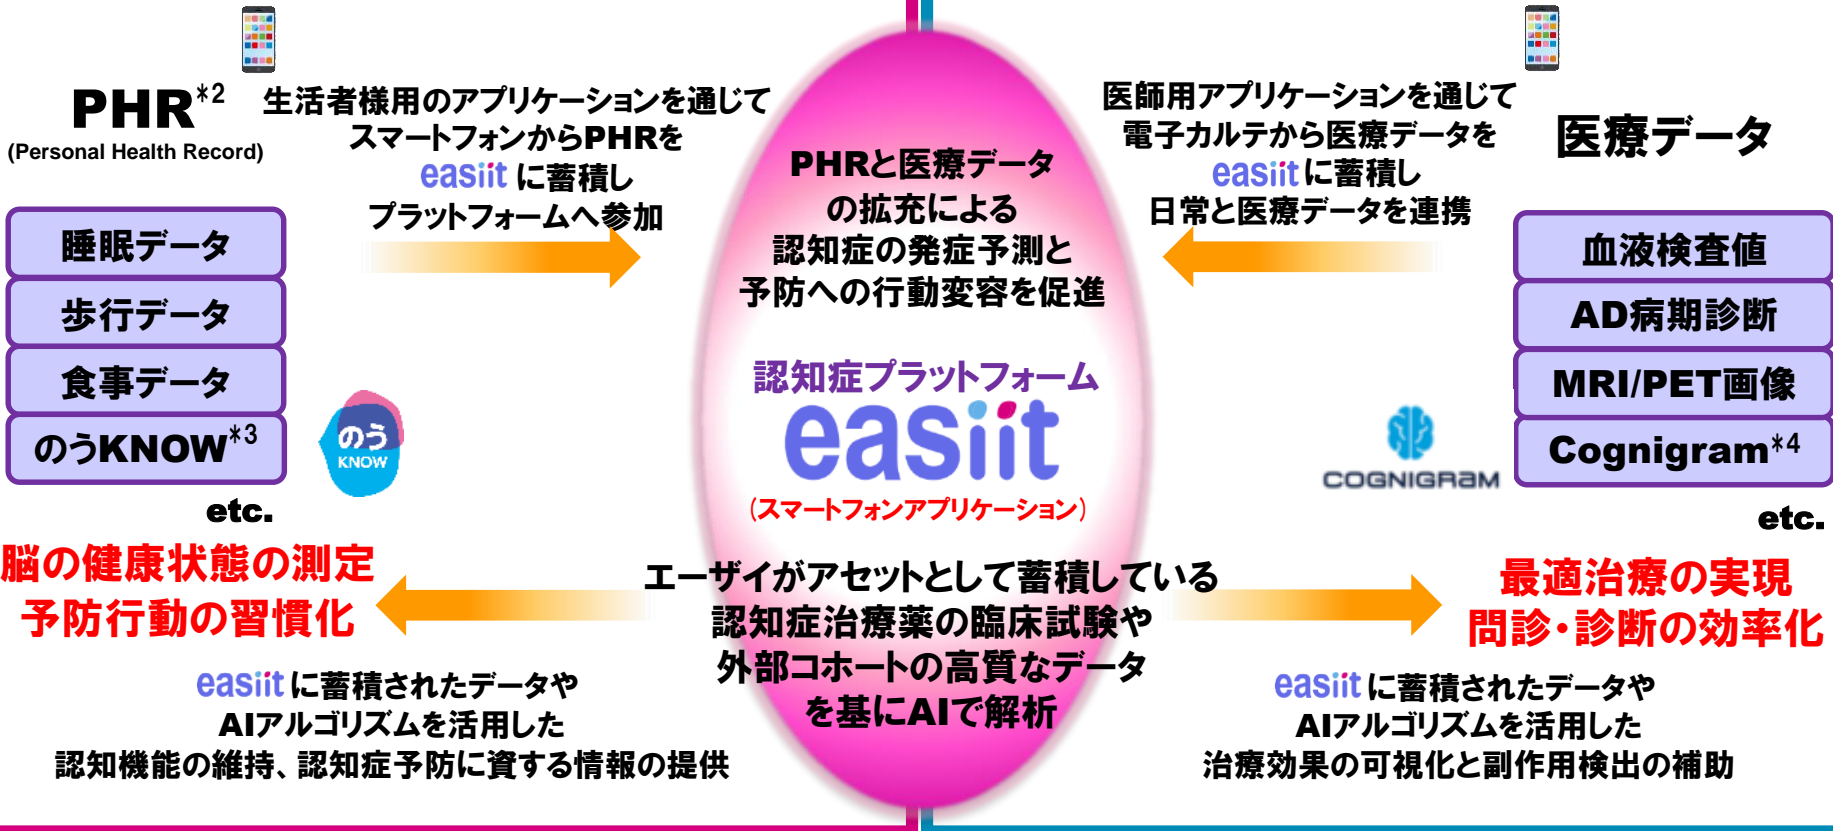 PHR*2
(Personal Health Record)
生活者様用のアプリケーションを通じて
スマートフォンからPHRを
easiit に蓄積し
プラットフォームへ参加
睡眠データ
歩行データ
食事データ
のうKNOW*3
etc.
のう
KNOW
脳の健康状態の測定
予防行動の習慣化
easiit に蓄積されたデータや
AIアルゴリズムを活用した
認知機能の維持、認知症予防に資する情報の提供
PHRと医療データ
の拡充による
認知症の発症予測と
予防への行動変容を促進
認知症プラットフォーム
easiit
(スマートフォンアプリケーション)
エーザイがアセットとして蓄積している
認知症治療薬の臨床試験や
外部コホートの高質なデータ
を基にAIで解析
医師用アプリケーションを通じて
電子カルテから医療データを
easiit に蓄積し
日常と医療データを連携
医療データ
血液検査値
AD病期診断
MRI/PET画像
Cognigram*4
etc.
COGNIGRAM
最適治療の実現
問診・診断の効率化
easiit に蓄積されたデータや
AIアルゴリズムを活用した
治療効果の可視化と副作用検出の補助